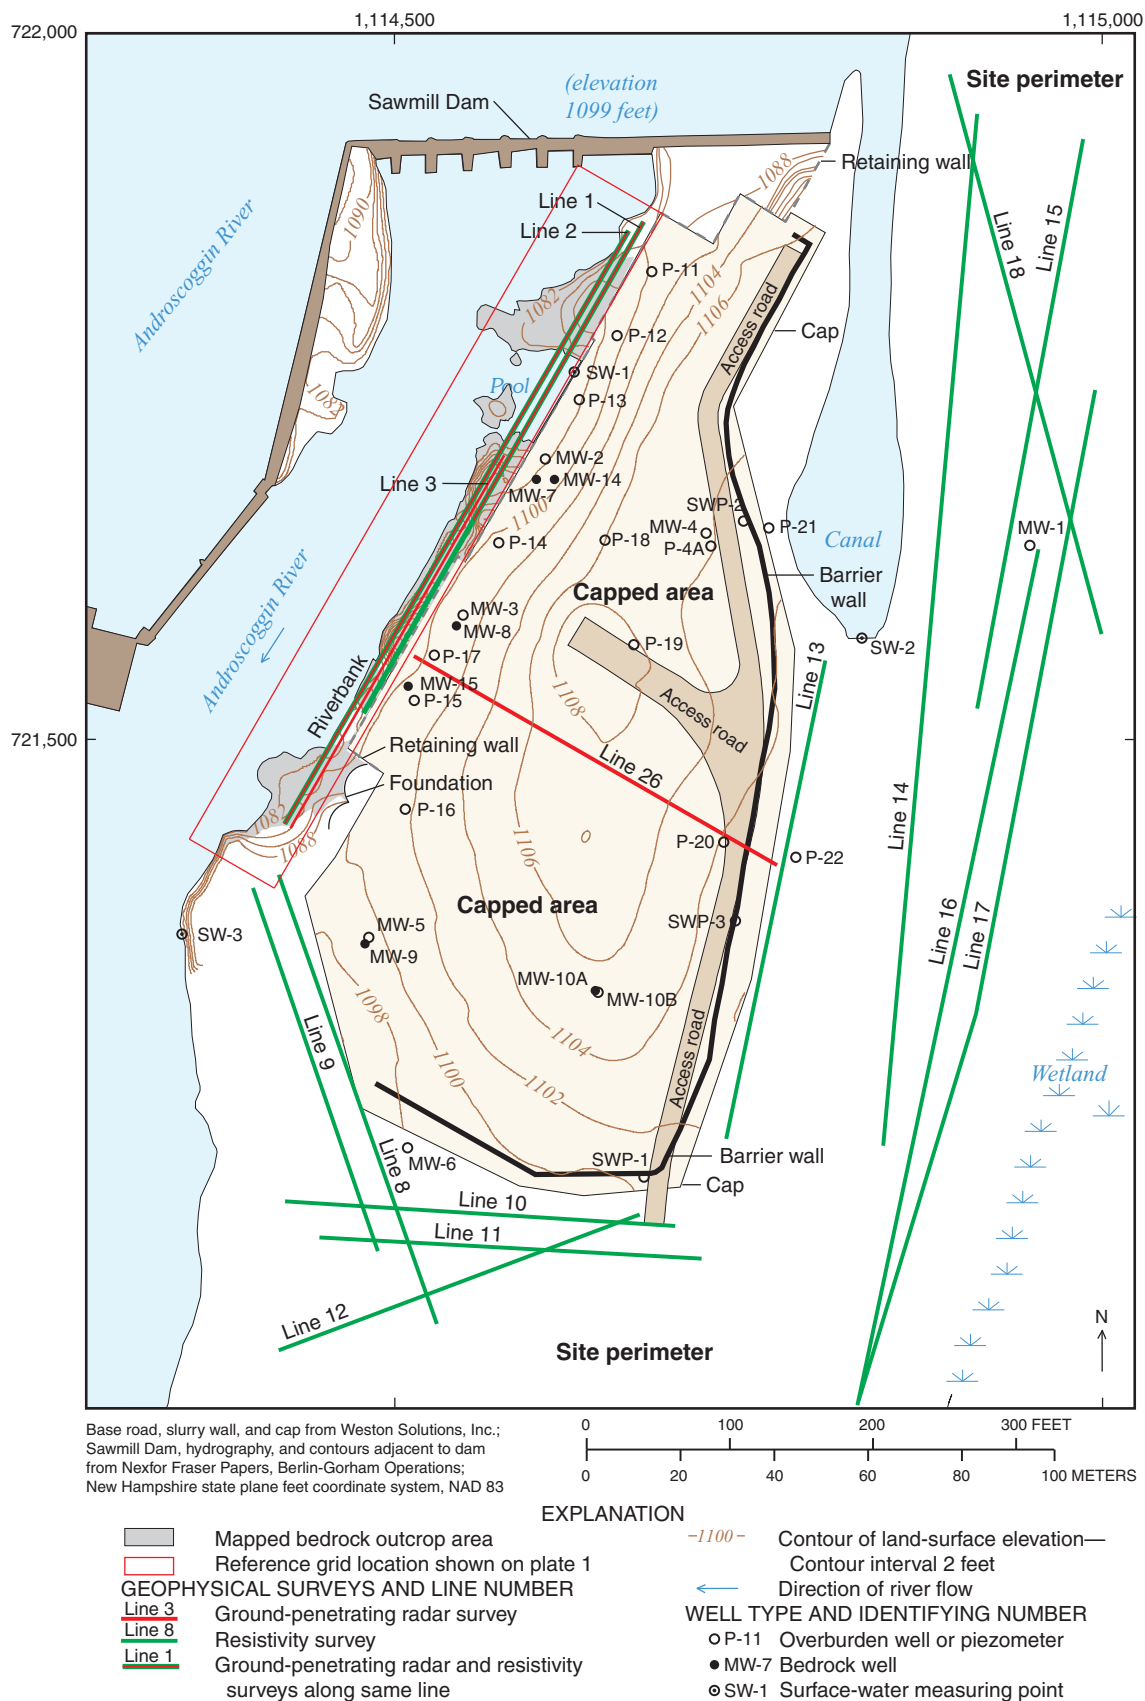 1,114,500
1,115,000
722,000
(elevation
1099 feet)
Sawmill Dam
Site perimeter
1088
Retaining wall
1090
Line 1
Line 2
Line 18
Line 15
Androscoggin River
P-11
1104
1106
1082
Access road
Cap
P-12
SW-1
Pool
P-13
1082
MW-2
MW-14
MW-7
Line 3
1100
SWP-2
MW-4
P-4A
P-21
MW-1
P-14
P-18
Canal
Capped area
Barrier
wall
MW-3
MW-8
P-19
SW-2
P-17
Line 13
Androscoggin River
MW-15
P-15
1108
Access road
Riverbank
721,500
Retaining wall
Line 26
Foundation
Line 14
P-16
1082
1088
1106
P-20
P-22
Capped area
SWP-3
Line 16
Line 17
MW-5
SW-3
MW-9
MW-10A
MW-10B
1098
Line 9
1104
Access road
1100
Wetland
1102
MW-6
Line 8
SWP-1
Barrier wall
Cap
Line 10
Line 11
Line 12
N
Site perimeter
Base road, slurry wall, and cap from Weston Solutions, Inc.;
Sawmill Dam, hydrography, and contours adjacent to dam
from Nexfor Fraser Papers, Berlin-Gorham Operations;
New Hampshire state plane feet coordinate system, NAD 83
0 100 200 300 FEET
0 20 40 60 80 100 METERS
EXPLANATION
Mapped bedrock outcrop area
Reference grid location shown on plate 1
GEOPHYSICAL SURVEYS AND LINE NUMBER
Line 3 Ground-penetrating radar survey
Line 8 Resistivity survey
Line 1 Ground-penetrating radar and resistivity
surveys along same line
-1100- Contour of land-surface elevation—
Contour interval 2 feet
Direction of river flow
WELL TYPE AND IDENTIFYING NUMBER
P-11 Overburden well or piezometer
MW-7 Bedrock well
SW-1 Surface-water measuring point